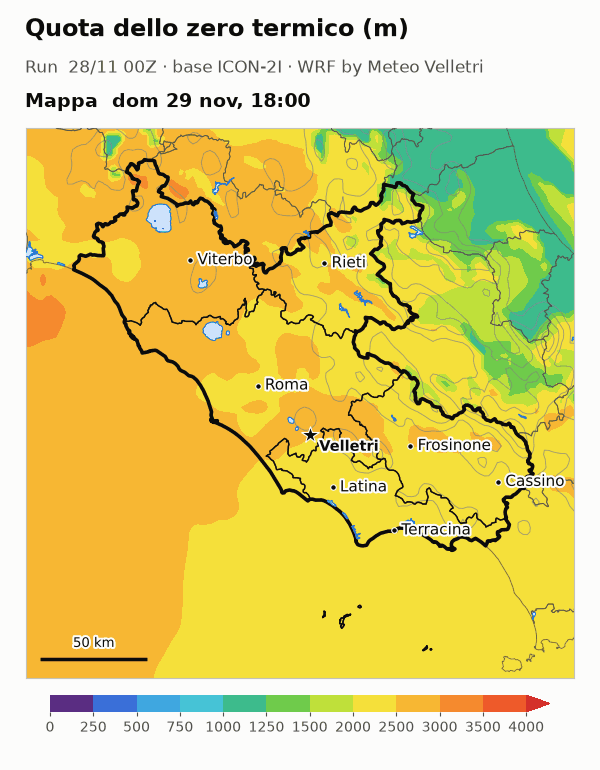 Quota dello zero termico (m)
Run 28/11 00Z · base ICON-2I · WRF by Meteo Velletri
Mappa dom 29 nov, 18:00
Viterbo
Rieti
Roma
Velletri
Frosinone
Latina
Cassino
Terracina
50 km
0 250 500 750 1000 1250 1500 2000 2500 3000 3500 4000